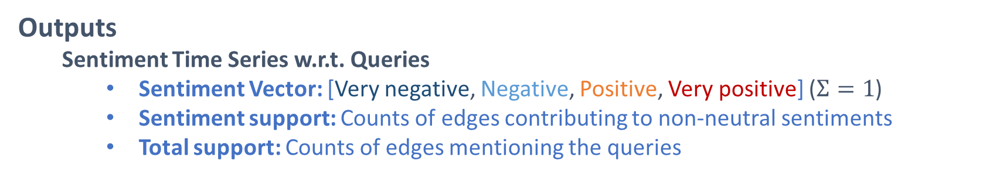 Outputs
Sentiment Time Series w.r.t. Queries
• Sentiment Vector: [Very negative, Negative, Positive, Very positive] (Σ = 1)
• Sentiment support: Counts of edges contributing to non-neutral sentiments
• Total support: Counts of edges mentioning the queries